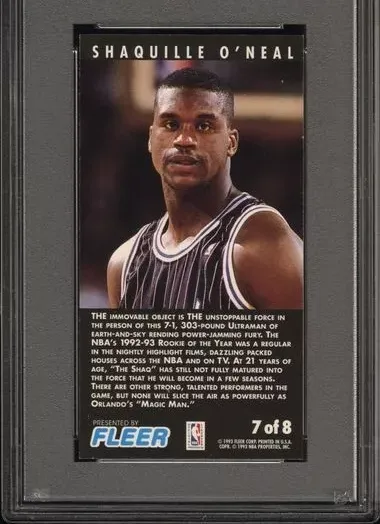 SHAQUILLE O'NEAL
THE IMMOVABLE OBJECT IS THE UNSTOPPABLE FORCE IN
THE PERSON OF THIS 7-1, 303-POUND ULTRAMAN OF
EARTH-AND-SKY RENDING POWER-JAMMING FURY. THE
NBA'S 1992-93 ROOKIE OF THE YEAR WAS A REGULAR
IN THE NIGHTLY HIGHLIGHT FILMS, DAZZLING PACKED
HOUSES ACROSS THE NBA AND ON TV. AT 21 YEARS OF
AGE, "THE SHAQ" HAS STILL NOT FULLY MATURED INTO
THE FORCE THAT HE WILL BECOME IN A FEW SEASONS.
THERE ARE OTHER STRONG, TALENTED PERFORMERS IN THE
GAME, BUT NONE WILL SLICE THE AIR AS POWERFULLY AS
ORLANDO'S "MAGIC MAN."
PRESENTED BY
FLEER
NBA
7 of 8
© 1993 FLEER CORP. PRINTED IN U.S.A.
COPR. © 1993 NBA PROPERTIES, INC.